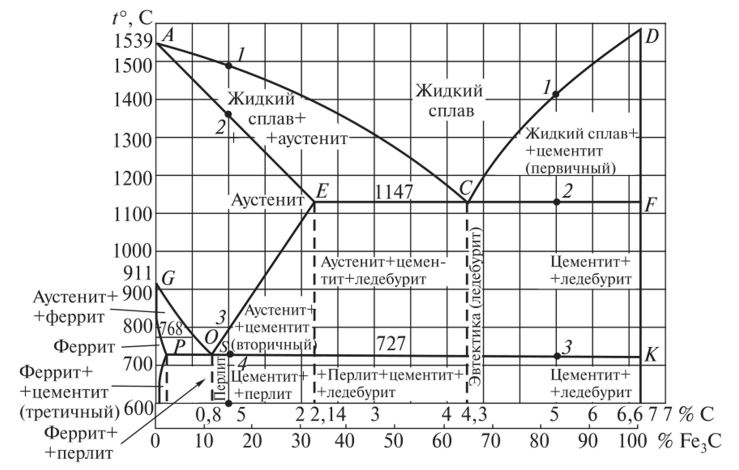 t°, C
1539
A
D
1500
1
1400
Жидкий
сплав+
+аустенит
2
Жидкий
сплав
1
Жидкий сплав+
+цементит
(первичный)
1300
1200
Аустенит
E
1147
C
2
F
1100
1000
Аустенит+цемен-
тит+ледебурит
Эвтектика (ледебурит)
Цементит+
+ледебурит
911
G
900
Аустенит+
+феррит
800
768
O
3
Аустенит+
+цементит
(вторичный)
Феррит
P
S
727
3
K
700
4
Феррит+
+цементит
(третичный)
Перлит
Цементит+
+перлит
+Перлит+цементит+
+ледебурит
Цементит+
+ледебурит
600
Феррит+
+перлит
0,8 5 2 2,14 3 4 4,3 5 6 6,67 7 % C
0 10 20 30 40 50 60 70 80 90 100 % Fe3C